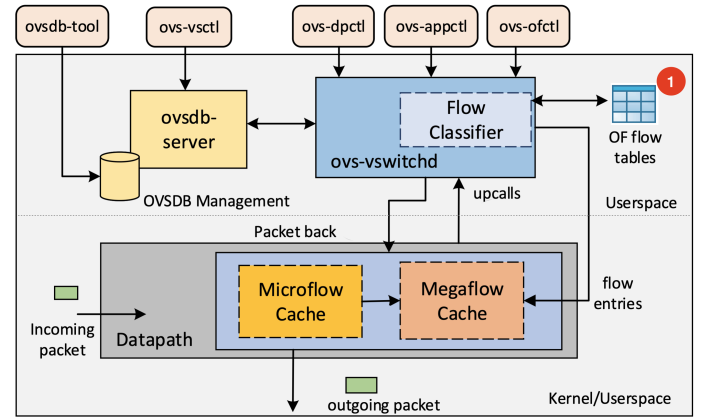 ovsdb-tool
ovs-vsctl
ovs-dpctl
ovs-appctl
ovs-ofctl
1
ovsdb-
server
Flow
Classifier
ovs-vswitchd
OF flow
tables
OVSDB Management
upcalls
Userspace
Packet back
Microflow
Cache
Megaflow
Cache
flow
entries
Incoming
packet
Datapath
outgoing packet
Kernel/Userspace